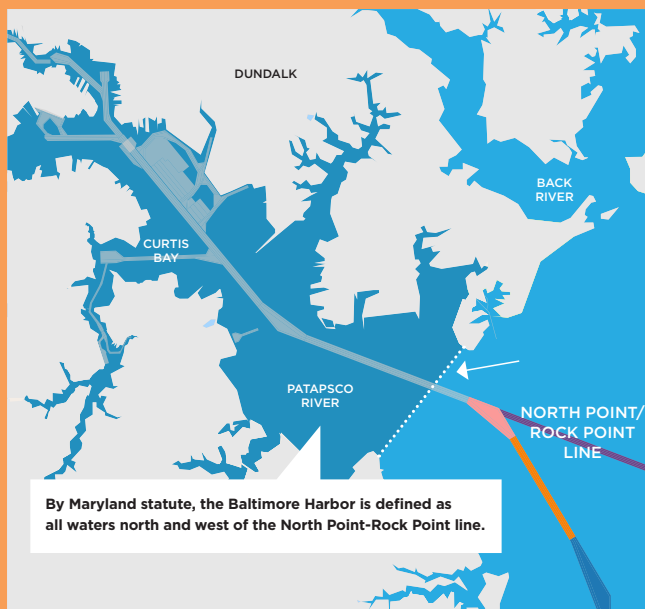 DUNDALK
BACK
RIVER
CURTIS
BAY
PATAPSCO
RIVER
NORTH POINT/
ROCK POINT
LINE
By Maryland statute, the Baltimore Harbor is defined as
all waters north and west of the North Point-Rock Point line.